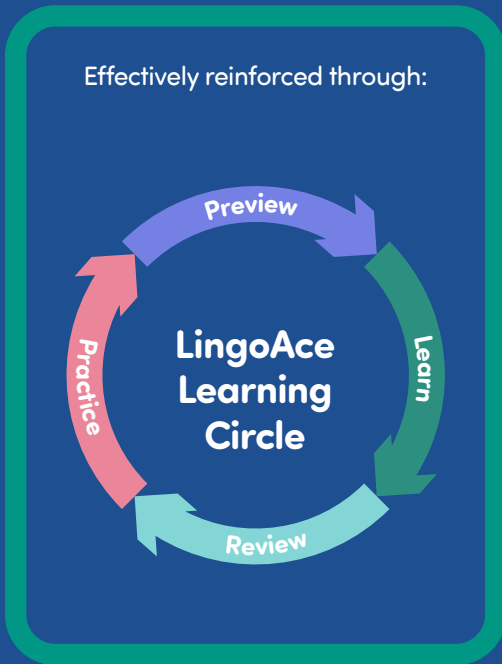 Effectively reinforced through:
Preview
Learn
Review
Practice
LingoAce
Learning
Circle